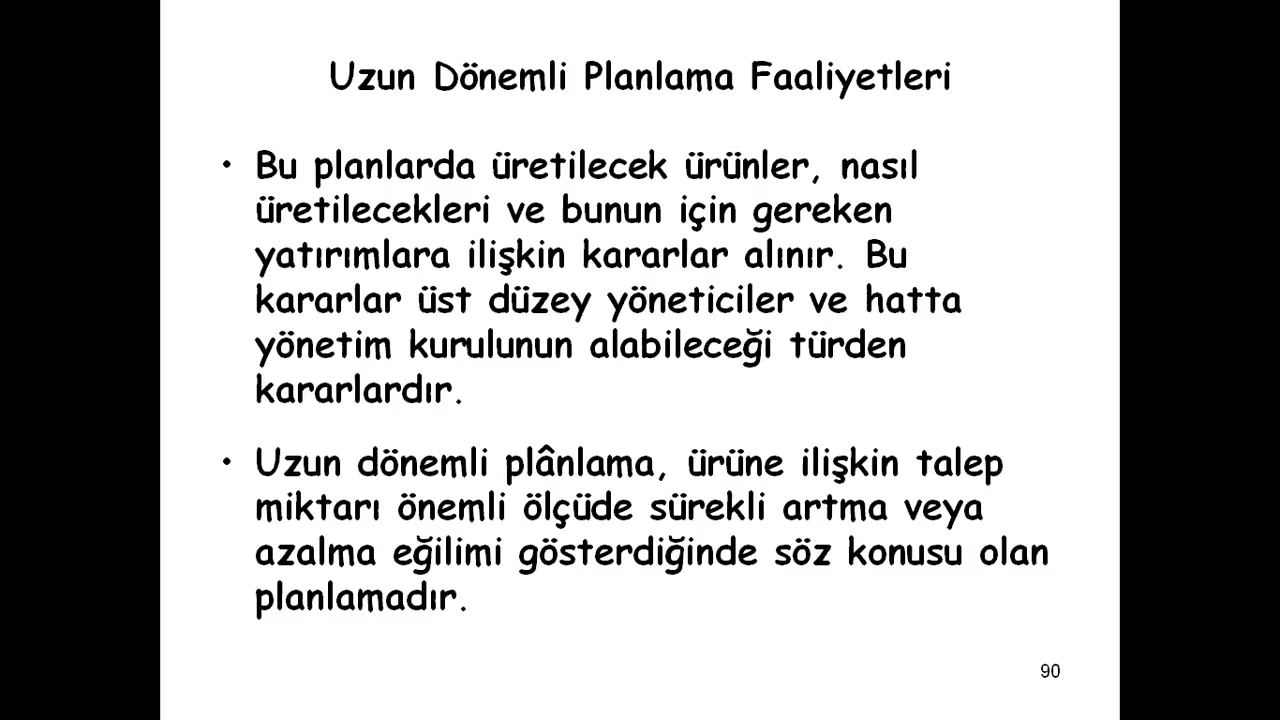 Uzun Dönemli Planlama Faaliyetleri
• Bu planlarda üretilecek ürünler, nasıl
üretilecekleri ve bunun için gereken
yatırımlara ilişkin kararlar alınır. Bu
kararlar üst düzey yöneticiler ve hatta
yönetim kurulunun alabileceği türden
kararlardır.
• Uzun dönemli plânlama, ürüne ilişkin talep
miktarı önemli ölçüde sürekli artma veya
azalma eğilimi gösterdiğinde söz konusu olan
planlamadır.
90